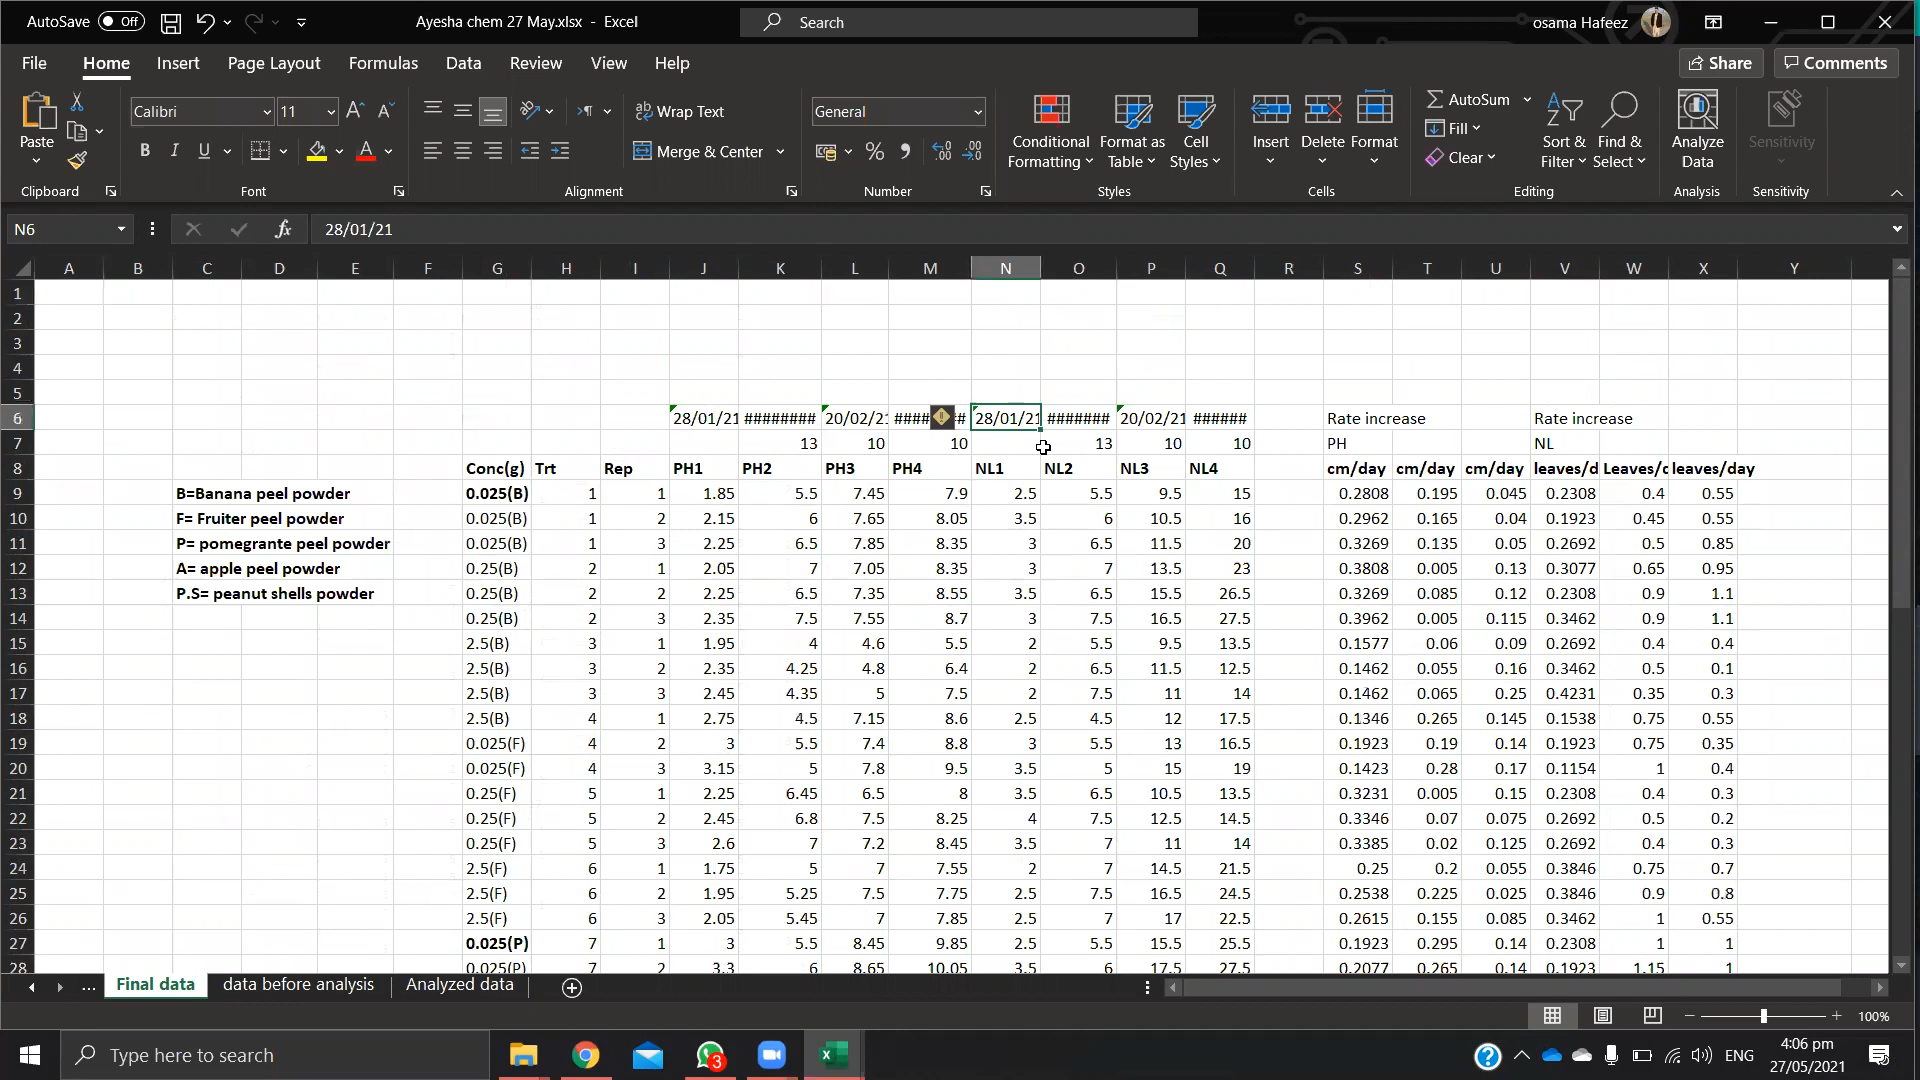 AutoSave Off Ayesha chem 27 May.xlsx - Excel Search osama Hafeez
File Home Insert Page Layout Formulas Data Review View Help Share Comments
Paste Calibri 11 Wrap Text General Conditional Formatting Format as Table Cell Styles Insert Delete Format AutoSum Sort & Filter Find & Select Analyze Data Sensitivity
B I U Merge & Center Fill Clear
Clipboard Font Alignment Number Styles Cells Editing Analysis Sensitivity
N6 fx 28/01/21
A B C D E F G H I J K L M N O P Q R S T U V W X Y
1
2
3
4
5
6 28/01/21 ######## 20/02/21 #### # 28/01/21 ####### 20/02/21 ###### Rate increase Rate increase
7 13 10 10 13 10 10 PH NL
8 Conc(g) Trt Rep PH1 PH2 PH3 PH4 NL1 NL2 NL3 NL4 cm/day cm/day cm/day leaves/d Leaves/d leaves/day
9 B=Banana peel powder 0.025(B) 1 1 1.85 5.5 7.45 7.9 2.5 5.5 9.5 15 0.2808 0.195 0.045 0.2308 0.4 0.55
10 F= Fruiter peel powder 0.025(B) 1 2 2.15 6 7.65 8.05 3.5 6 10.5 16 0.2962 0.165 0.04 0.1923 0.45 0.55
11 P= pomegrante peel powder 0.025(B) 1 3 2.25 6.5 7.85 8.35 3 6.5 11.5 20 0.3269 0.135 0.05 0.2692 0.5 0.85
12 A= apple peel powder 0.25(B) 2 1 2.05 7 7.05 8.35 3 7 13.5 23 0.3808 0.005 0.13 0.3077 0.65 0.95
13 P.S= peanut shells powder 0.25(B) 2 2 2.25 6.5 7.35 8.55 3.5 6.5 15.5 26.5 0.3269 0.085 0.12 0.2308 0.9 1.1
14 0.25(B) 2 3 2.35 7.5 7.55 8.7 3 7.5 16.5 27.5 0.3962 0.005 0.115 0.3462 0.9 1.1
15 2.5(B) 3 1 1.95 4 4.6 5.5 2 5.5 9.5 13.5 0.1577 0.06 0.09 0.2692 0.4 0.4
16 2.5(B) 3 2 2.35 4.25 4.8 6.4 2 6.5 11.5 12.5 0.1462 0.055 0.16 0.3462 0.5 0.1
17 2.5(B) 3 3 2.45 4.35 5 7.5 2 7.5 11 14 0.1462 0.065 0.25 0.4231 0.35 0.3
18 2.5(B) 4 1 2.75 4.5 7.15 8.6 2.5 4.5 12 17.5 0.1346 0.265 0.145 0.1538 0.75 0.55
19 0.025(F) 4 2 3 5.5 7.4 8.8 3 5.5 13 16.5 0.1923 0.19 0.14 0.1923 0.75 0.35
20 0.025(F) 4 3 3.15 5 7.8 9.5 3.5 5 15 19 0.1423 0.28 0.17 0.1154 1 0.4
21 0.25(F) 5 1 2.25 6.45 6.5 8 3.5 6.5 10.5 13.5 0.3231 0.005 0.15 0.2308 0.4 0.3
22 0.25(F) 5 2 2.45 6.8 7.5 8.25 4 7.5 12.5 14.5 0.3346 0.07 0.075 0.2692 0.5 0.2
23 0.25(F) 5 3 2.6 7 7.2 8.45 3.5 7 11 14 0.3385 0.02 0.125 0.2692 0.4 0.3
24 2.5(F) 6 1 1.75 5 7 7.55 2 7 14.5 21.5 0.25 0.2 0.055 0.3846 0.75 0.7
25 2.5(F) 6 2 1.95 5.25 7.5 7.75 2.5 7.5 16.5 24.5 0.2538 0.225 0.025 0.3846 0.9 0.8
26 2.5(F) 6 3 2.05 5.45 7 7.85 2.5 7 17 22.5 0.2615 0.155 0.085 0.3462 1 0.55
27 0.025(P) 7 1 3 5.5 8.45 9.85 2.5 5.5 15.5 25.5 0.1923 0.295 0.14 0.2308 1 1
28 0.025(P) 7 2 3.3 6 8.65 10.05 3.5 6 17.5 27.5 0.2077 0.265 0.14 0.1923 1.15 1
... Final data data before analysis Analyzed data
100%
Type here to search 3 ENG 4:06 pm
27/05/2021